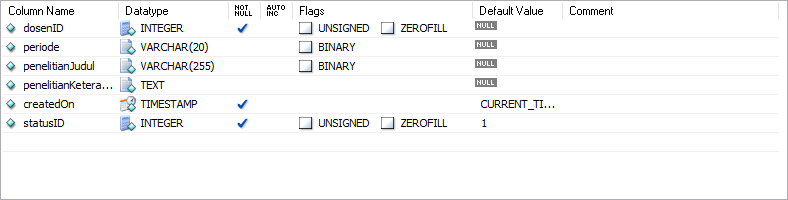 Column Name Datatype NOT NULL AUTO INC Flags Default Value Comment
dosenID INTEGER UNSIGNED ZEROFILL NULL
periode VARCHAR(20) BINARY NULL
penelitianJudul VARCHAR(255) BINARY NULL
penelitianKetera... TEXT NULL
createdOn TIMESTAMP CURRENT_TI...
statusID INTEGER UNSIGNED ZEROFILL 1